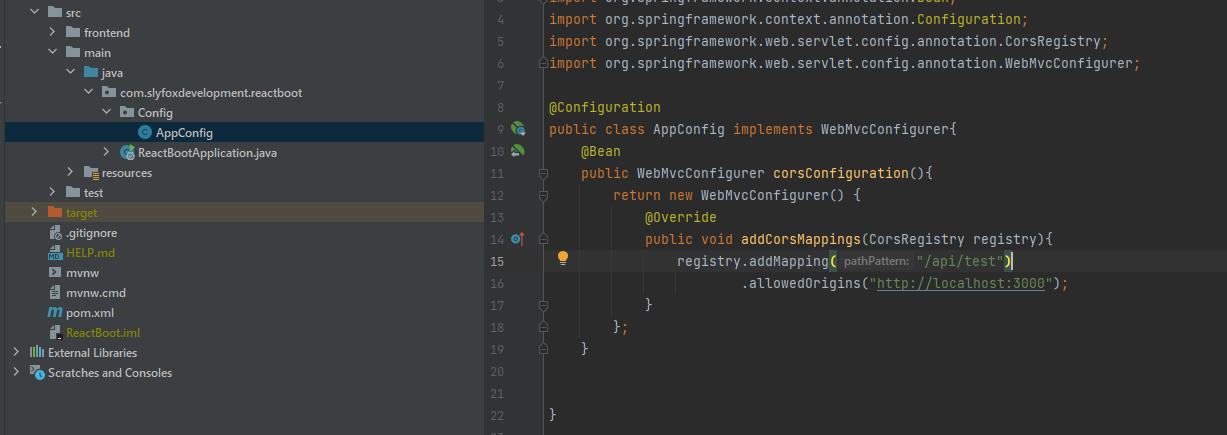 src
frontend
main
java
com.slyfoxdevelopment.reactboot
Config
AppConfig
ReactBootApplication.java
resources
test
target
.gitignore
HELP.md
mvnw
mvnw.cmd
pom.xml
ReactBoot.iml
External Libraries
Scratches and Consoles
import org.springframework.context.annotation.Bean;
4 import org.springframework.context.annotation.Configuration;
5 import org.springframework.web.servlet.config.annotation.CorsRegistry;
6 import org.springframework.web.servlet.config.annotation.WebMvcConfigurer;
7
8 @Configuration
9 public class AppConfig implements WebMvcConfigurer{
10 @Bean
11 public WebMvcConfigurer corsConfiguration(){
12 return new WebMvcConfigurer() {
13 @Override
14 public void addCorsMappings(CorsRegistry registry){
15 registry.addMapping( pathPattern: "/api/test")
16 .allowedOrigins("http://localhost:3000");
17 }
18 };
19 }
20
21
22 }